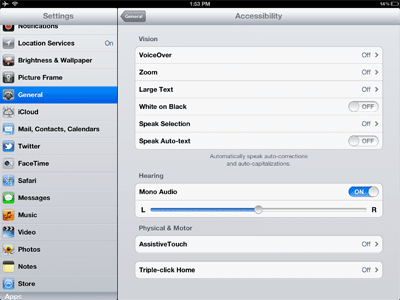 1:53 PM
14%
Settings
Notifications
Location Services On
Brightness & Wallpaper
Picture Frame
General
iCloud
Mail, Contacts, Calendars
Twitter
FaceTime
Safari
Messages
Music
Video
Photos
Notes
Store
Apps
General
Accessibility
Vision
VoiceOver Off
Zoom Off
Large Text Off
White on Black OFF
Speak Selection Off
Speak Auto-text OFF
Automatically speak auto-corrections
and auto-capitalizations.
Hearing
Mono Audio ON
L R
Physical & Motor
AssistiveTouch Off
Triple-click Home Off